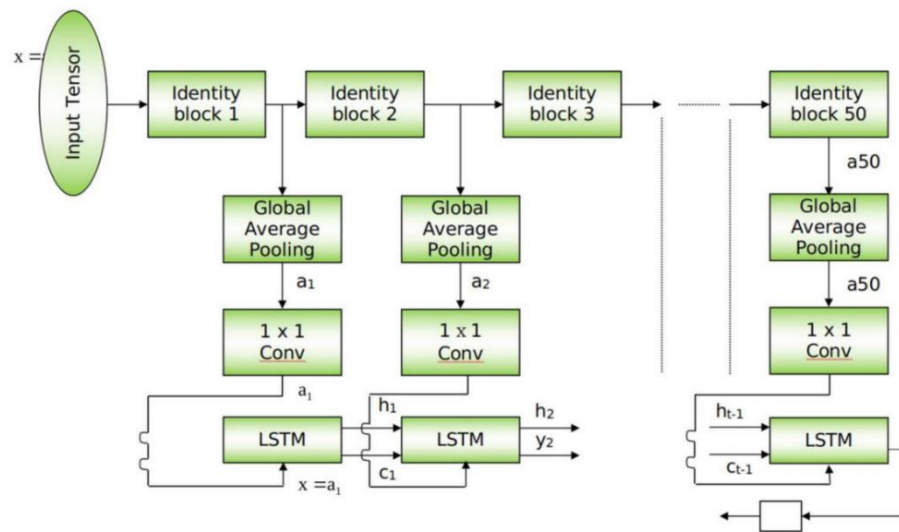 x =
Input Tensor
Identity
block 1
Identity
block 2
Identity
block 3
Identity
block 50
a50
Global
Average
Pooling
Global
Average
Pooling
Global
Average
Pooling
a₁
a₂
a50
1 x 1
Conv
1 x 1
Conv
1 x 1
Conv
a₁
h₁
h₂
hₜ₋₁
LSTM
LSTM
LSTM
y₂
c₁
cₜ₋₁
x =a₁